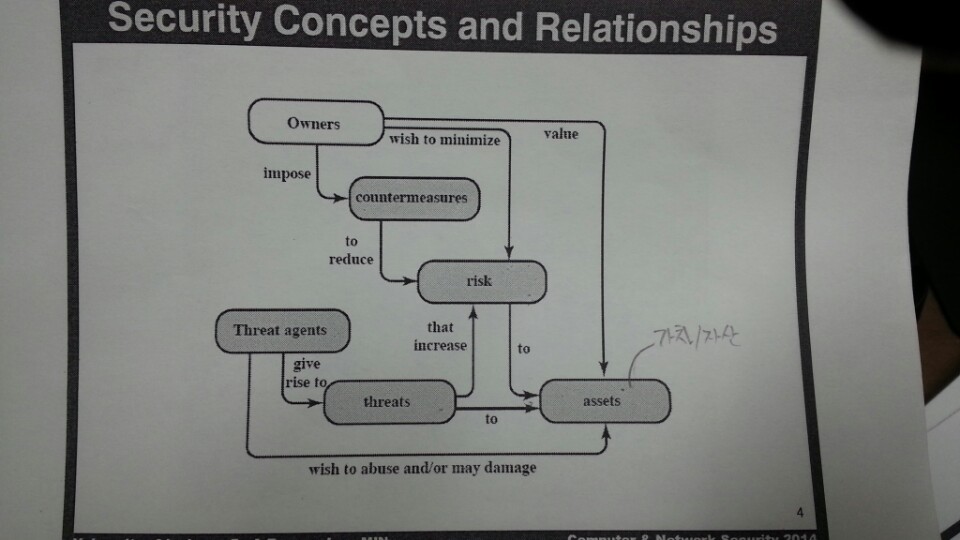 Security Concepts and Relationships
Owners
wish to minimize
value
impose
countermeasures
to
reduce
risk
Threat agents
that
increase
to
가치/자산
give
rise to
threats
to
assets
wish to abuse and/or may damage
4
Computer & Network Security 2014